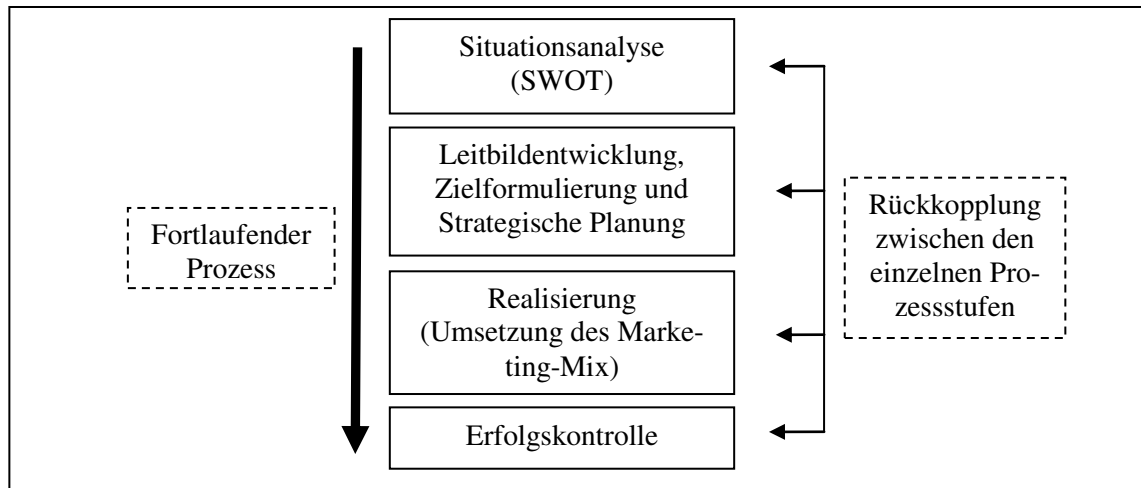 Situationsanalyse
(SWOT)
Leitbildentwicklung,
Zielformulierung und
Strategische Planung
Realisierung
(Umsetzung des Marke-
ting-Mix)
Erfolgskontrolle
Fortlaufender
Prozess
Rückkopplung
zwischen den
einzelnen Pro-
zessstufen